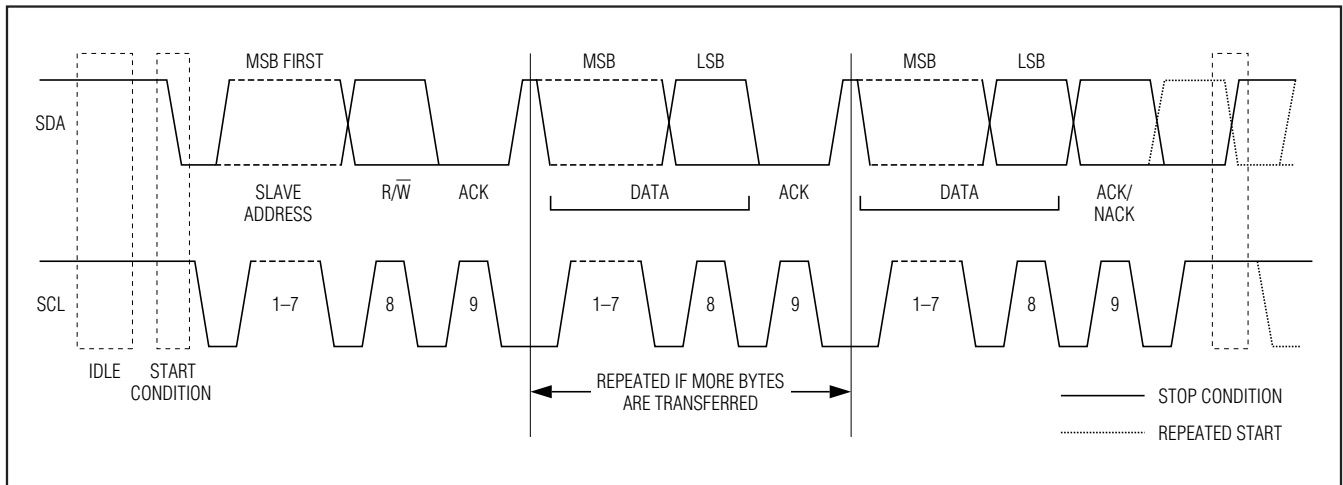 MSB FIRST
MSB
LSB
MSB
LSB
SDA
SLAVE
ADDRESS
R/W̅
ACK
DATA
ACK
DATA
ACK/
NACK
SCL
1–7
8
9
1–7
8
9
1–7
8
9
IDLE
START
CONDITION
REPEATED IF MORE BYTES
ARE TRANSFERRED
STOP CONDITION
REPEATED START